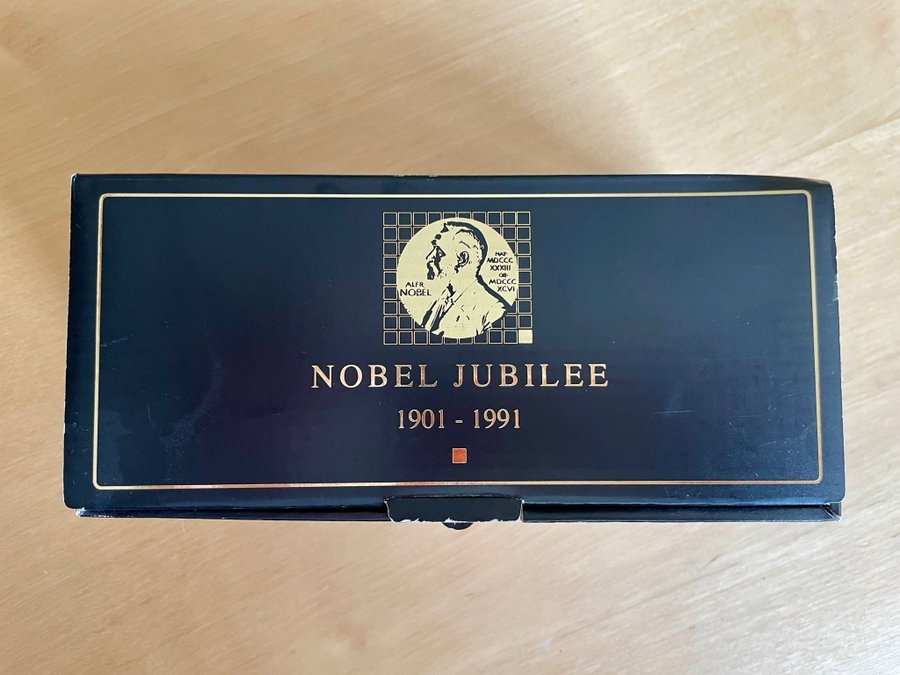 ALFR
NOBEL
NAT-
MDCCC
XXXIII
OB-
MDCCC
XCVI
NOBEL JUBILEE
1901 - 1991